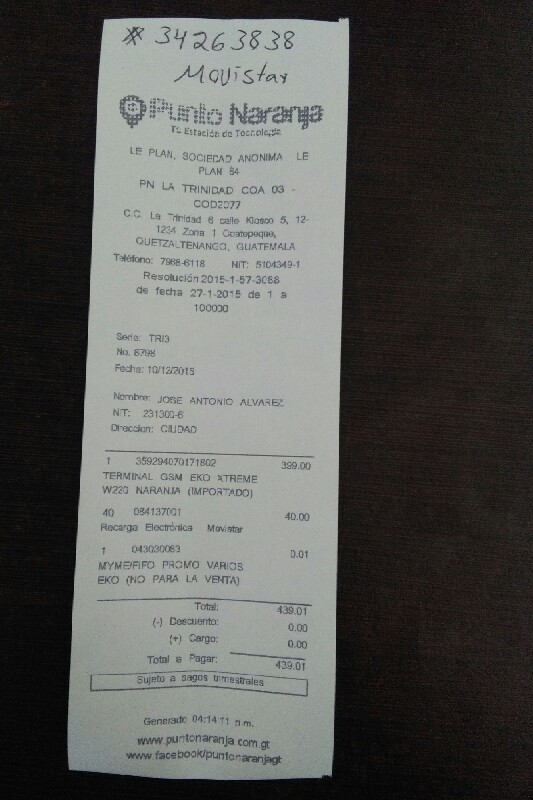 # 34263838
Movistar
Punto Naranja
Tu Estación de Tecnología
LE PLAN, SOCIEDAD ANONIMA LE
PLAN 84
PN LA TRINIDAD COA 03 -
COD2077
C.C. La Trinidad 6 calle Kiosco 5, 12-
1234 Zona 1 Coatepeque,
QUETZALTENANGO, GUATEMALA
Teléfono: 7968-6118 NIT: 5104349-1
Resolución 2015-1-57-3088
de fecha 27-1-2015 de 1 a
100000
Serie: TRI3
No. 8798
Fecha: 10/12/2015
Nombre: JOSE ANTONIO ALVAREZ
NIT: 231300-6
Direccion: CIUDAD
1 359294070171802 399.00
TERMINAL GSM EKO XTREME
W220 NARANJA (IMPORTADO)
40 084137001 40.00
Recarga Electrónica Movistar
1 043030083 0.01
MYME/FIFO PROMO VARIOS
EKO (NO PARA LA VENTA)
Total: 439.01
(-) Descuento: 0.00
(+) Cargo: 0.00
Total a Pagar: 439.01
Sujeto a pagos trimestrales
Generado 04:14:11 p.m.
www.puntonaranja.com.gt
www.facebook/puntonaranjagt